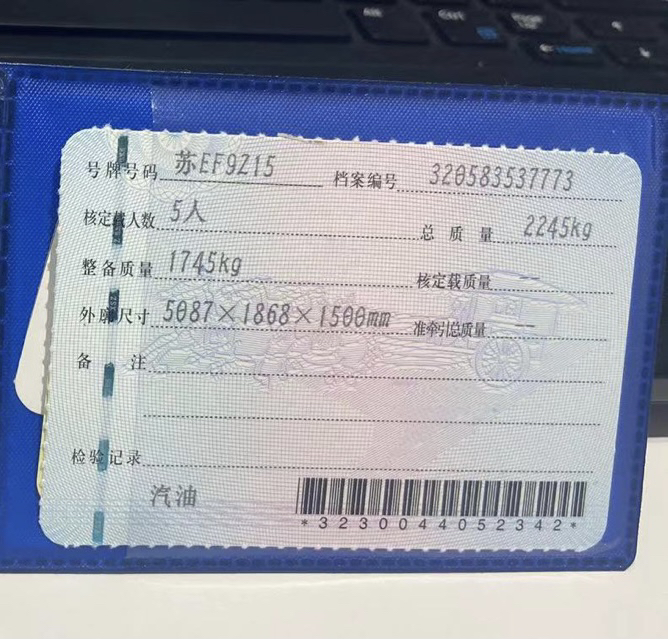 号牌号码 苏EF9Z15 档案编号 320583537773
核定载人数 5人 总质量 2245kg
整备质量 1745kg 核定载质量 --
外廓尺寸 5087×1868×1500mm 准牵引总质量 --
备注
检验记录
汽油
*3230044052342*